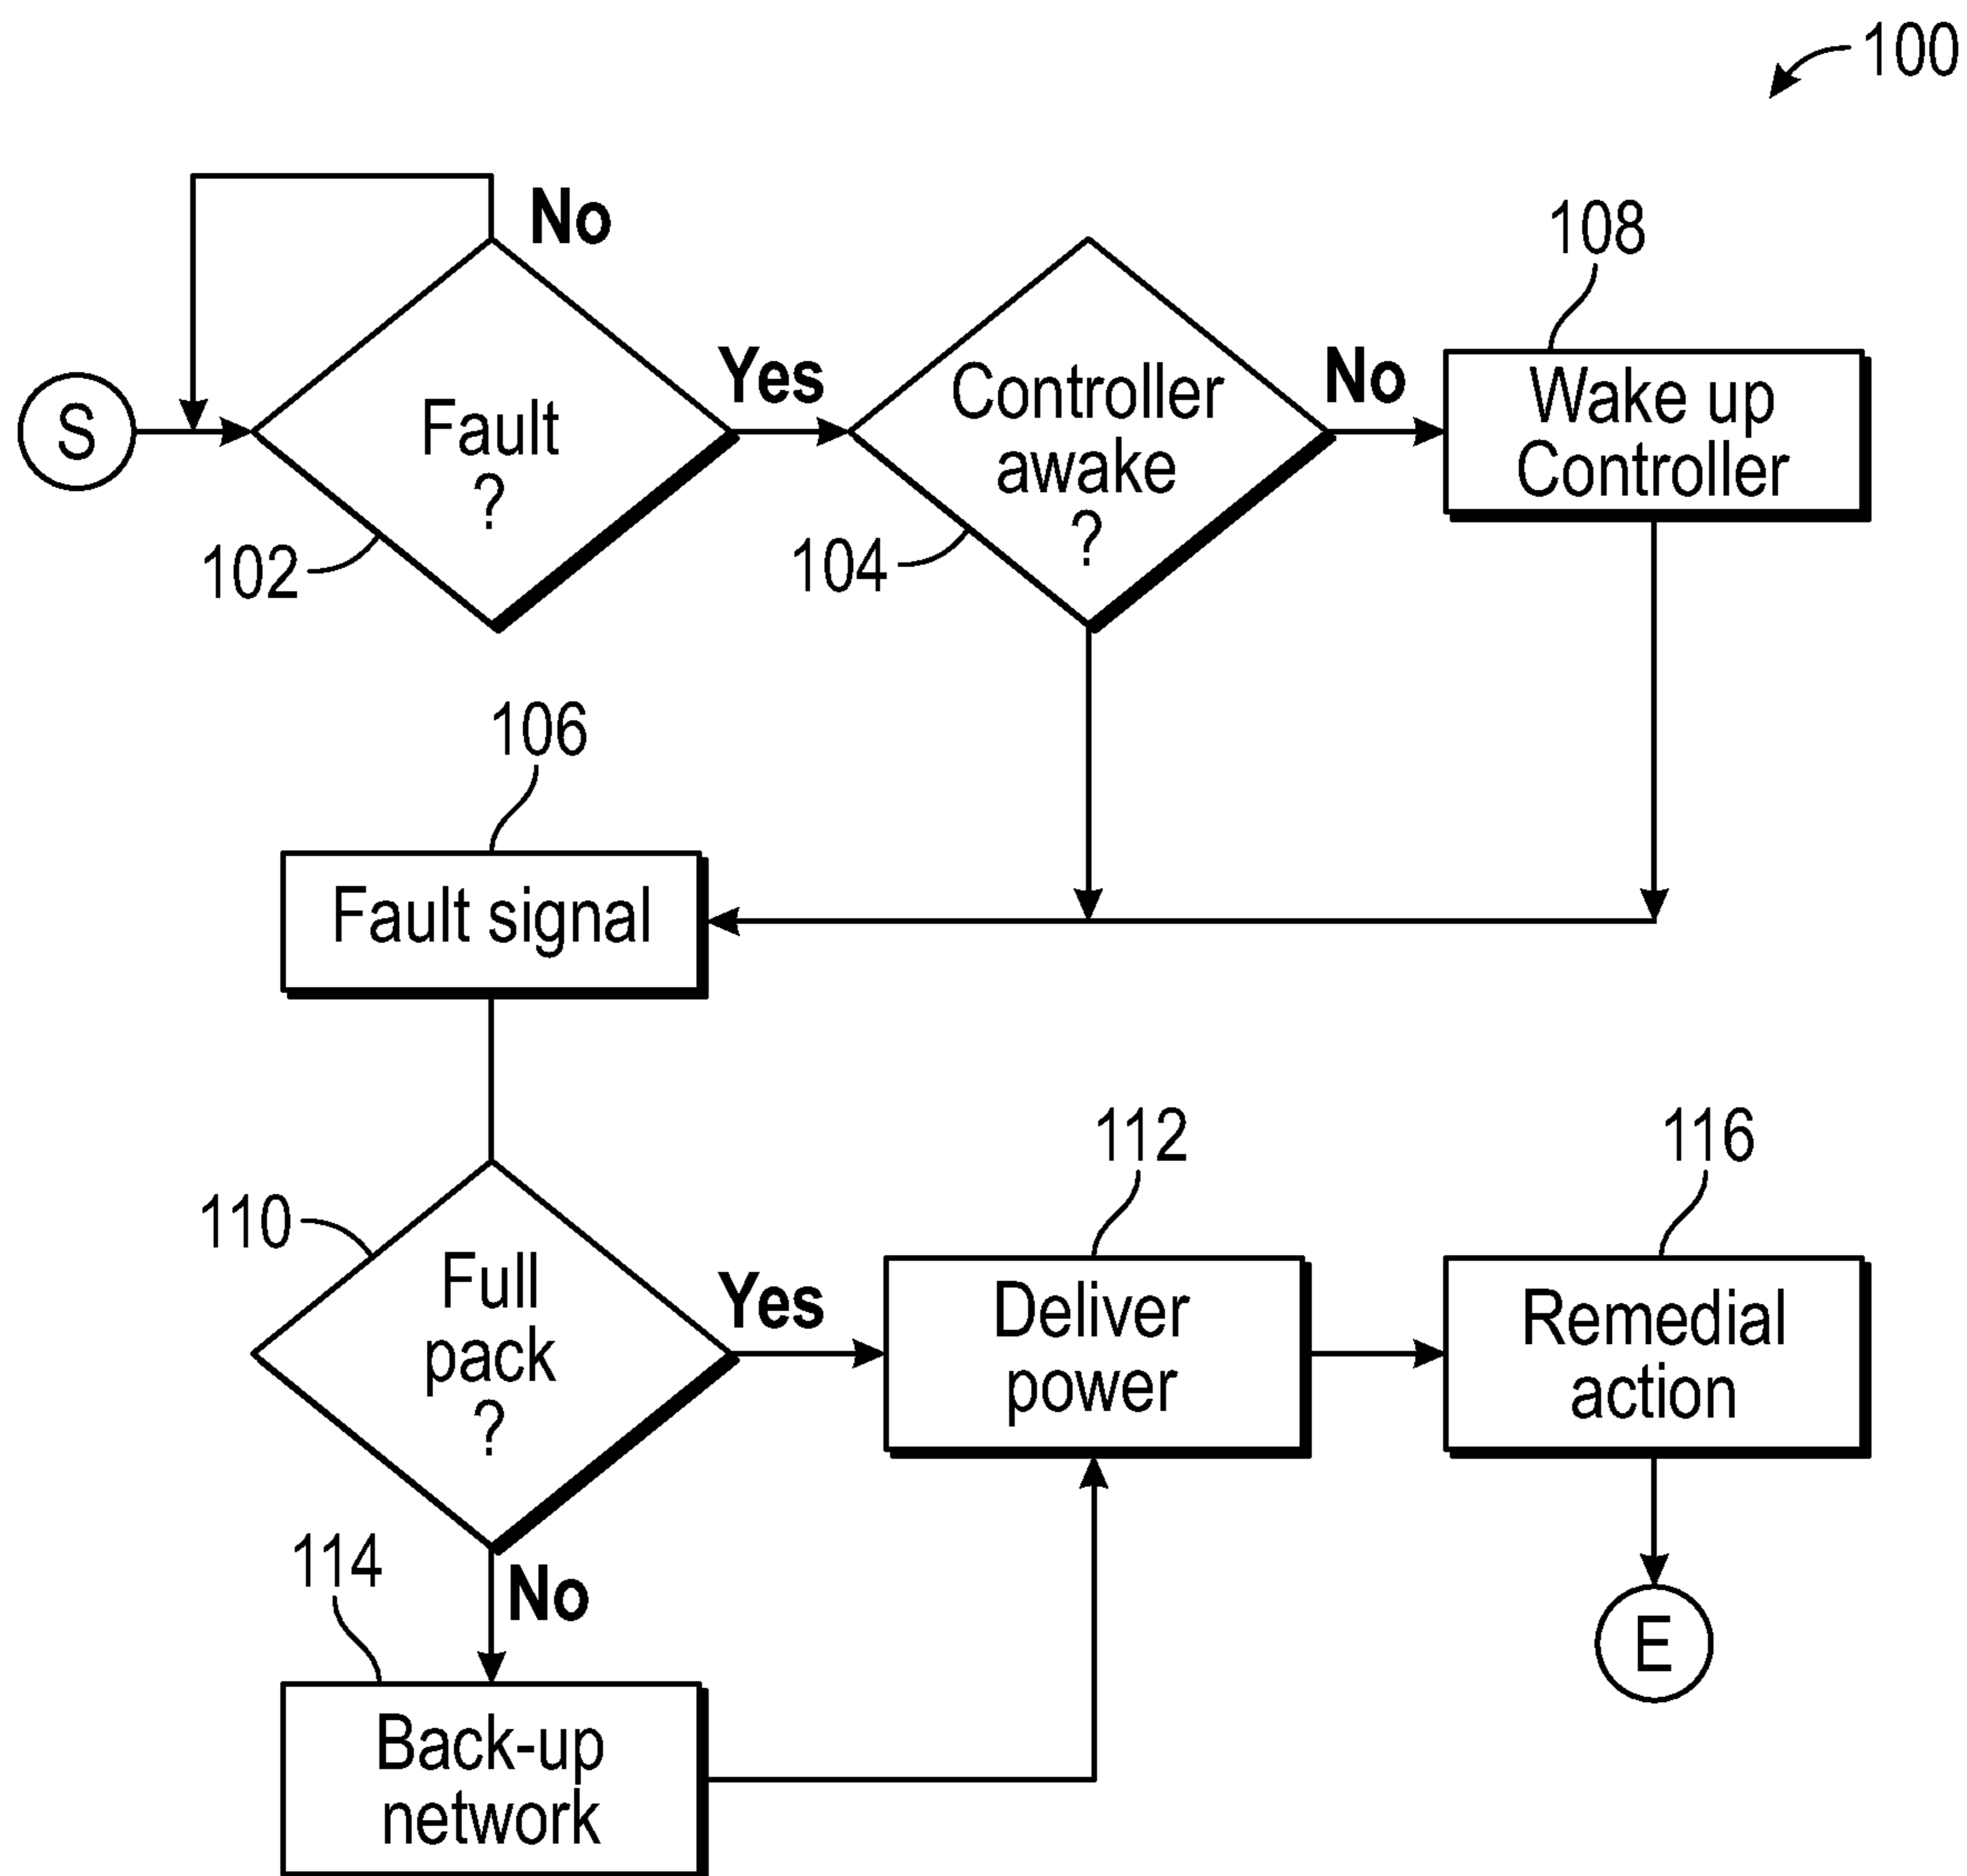 100
No
108
S
Fault
?
Yes
Controller
awake
?
No
Wake up
Controller
102
104
106
Fault signal
112
116
110
Full
pack
?
Yes
Deliver
power
Remedial
action
114
No
E
Back-up
network